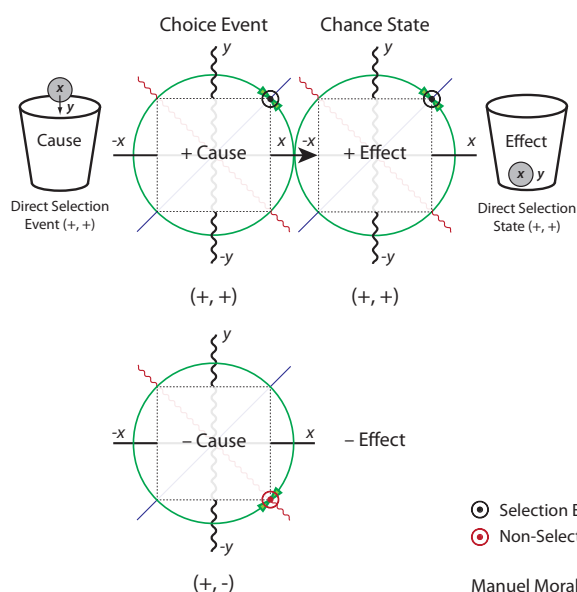 Choice Event
Chance State
y
y
x
y
Cause
-x
+ Cause
x
-x
+ Effect
x
Effect
x y
Direct Selection
Event (+, +)
Direct Selection
State (+, +)
-y
-y
(+, +)
(+, +)
y
-x
– Cause
x
– Effect
-y
(+, -)
Selection E
Non-Selec
Manuel Moral